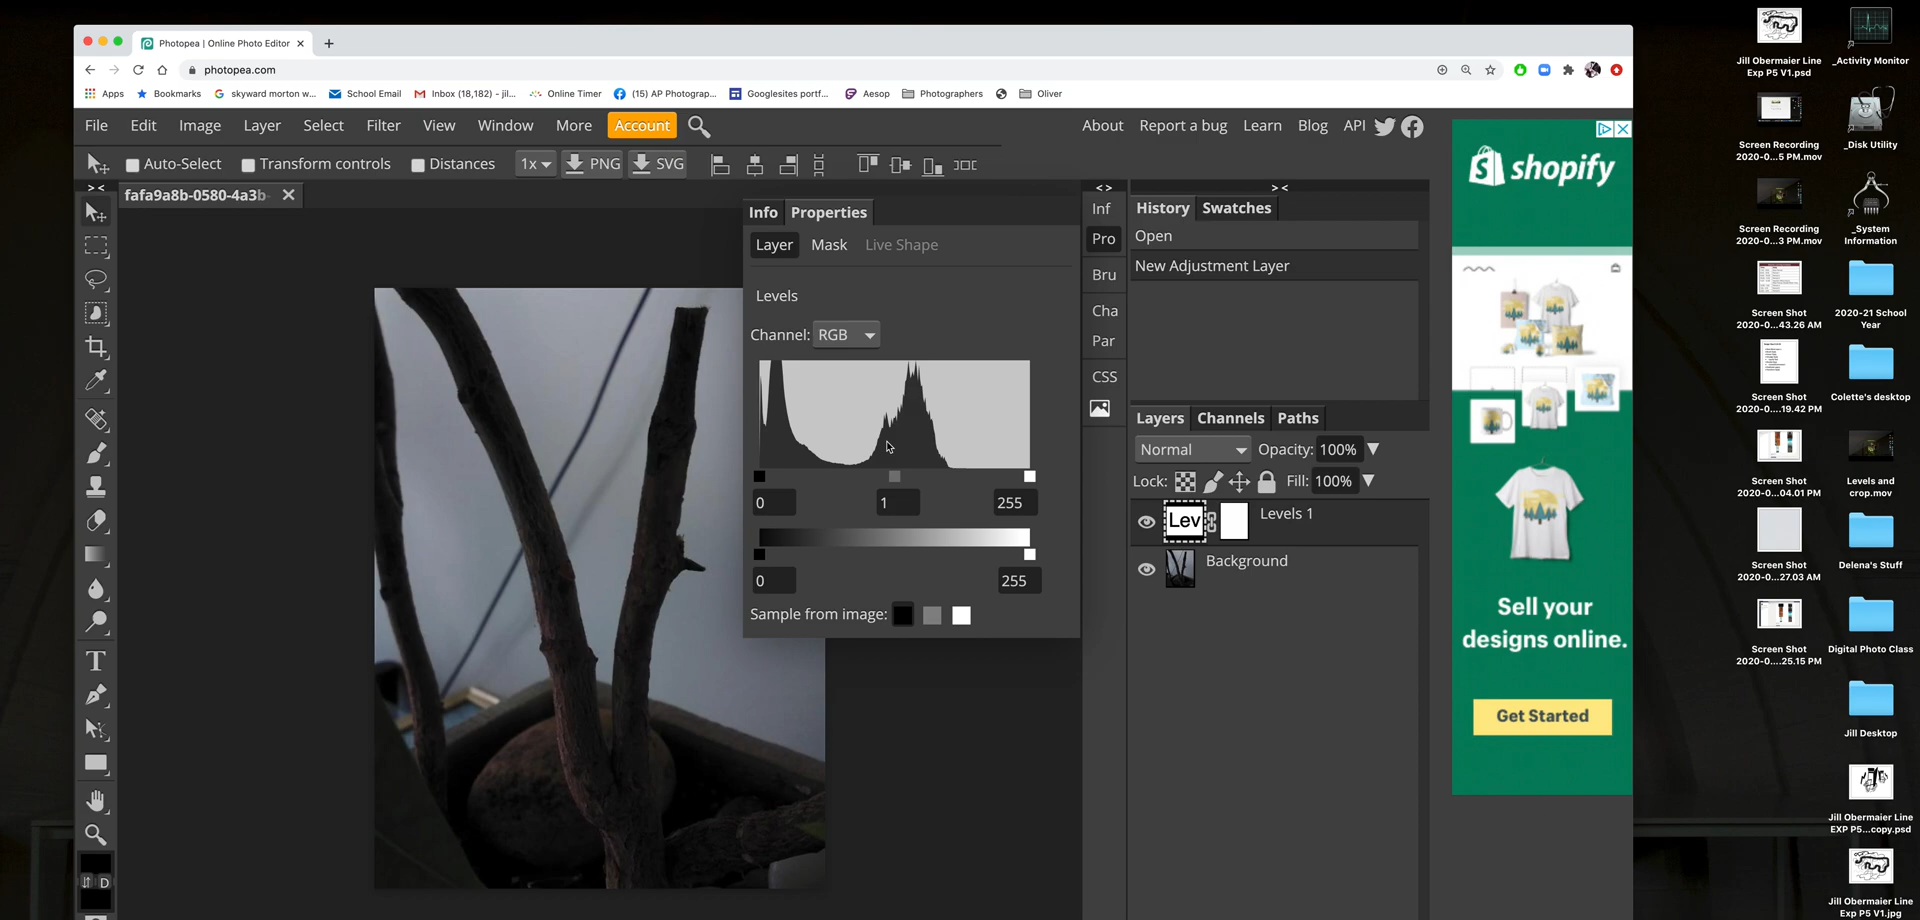 Photopea | Online Photo Editor
photopea.com
Apps
Bookmarks
skyward morton w...
School Email
Inbox (18,182) - jil...
Online Timer
(15) AP Photograp...
Googlesites portf...
Aesop
Photographers
Oliver
File Edit Image Layer Select Filter View Window More Account
About Report a bug Learn Blog API
Auto-Select Transform controls Distances 1x PNG SVG
fafa9a8b-0580-4a3b-
Info Properties
Layer Mask Live Shape
Levels
Channel: RGB
0 1 255
0 255
Sample from image:
Inf
Pro
Bru
Cha
Par
CSS
History Swatches
Open
New Adjustment Layer
Layers Channels Paths
Normal Opacity: 100%
Lock: Fill: 100%
Lev Levels 1
Background
T
D
shopify
Sell your
designs online.
Get Started
Jill Obermaier Line
Exp P5 V1.psd
_Activity Monitor
Screen Recording
2020-0...5 PM.mov
_Disk Utility
Screen Recording
2020-0...3 PM.mov
_System
Information
Screen Shot
2020-0...43.26 AM
2020-21 School
Year
Screen Shot
2020-0....19.42 PM
Colette's desktop
Screen Shot
2020-0....04.01 PM
Levels and
crop.mov
Screen Shot
2020-0...27.03 AM
Delena's Stuff
Screen Shot
2020-0....25.15 PM
Digital Photo Class
Jill Desktop
Jill Obermaier Line
EXP P5...copy.psd
Jill Obermaier Line
Exp P5 V1.jpg